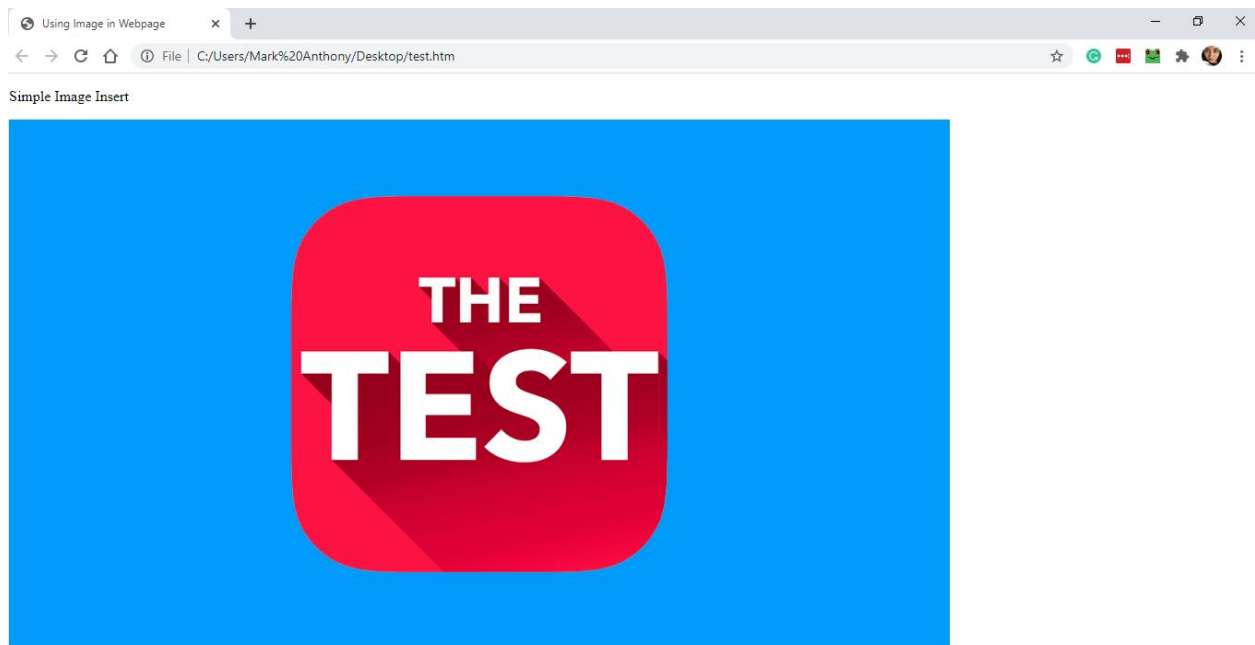 Using Image in Webpage
File | C:/Users/Mark%20Anthony/Desktop/test.htm
Simple Image Insert
THE
TEST